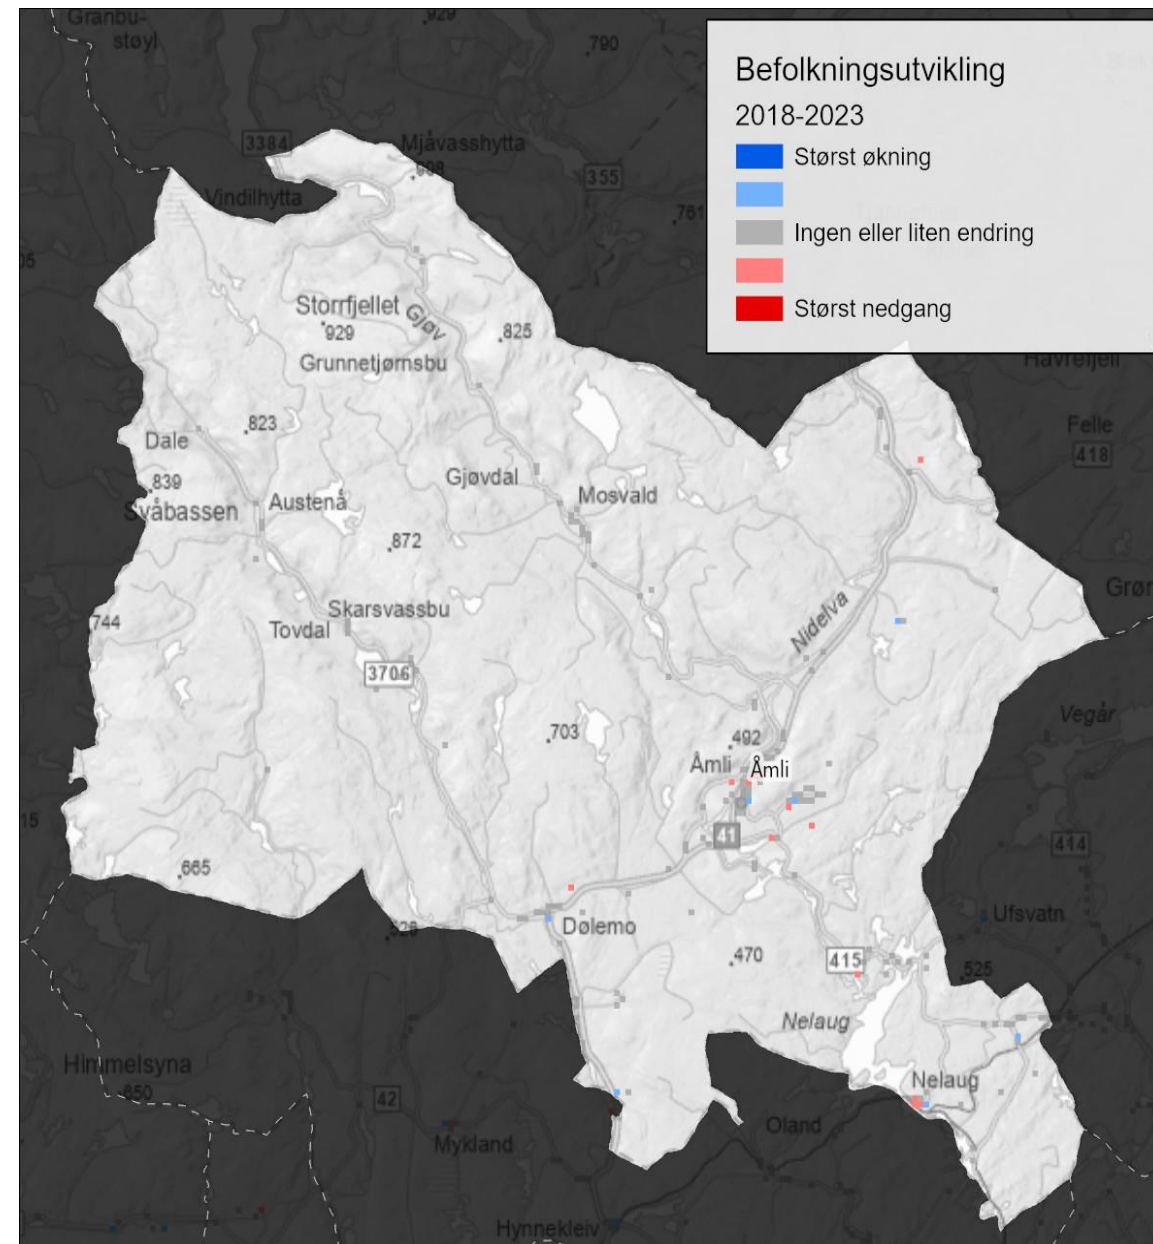 Granbu-
støyl
929
790
Befolkningsutvikling
2018-2023
Størst økning
Ingen eller liten endring
Størst nedgang
3384
Mjåvasshytta
355
Vindilhytta
761
Storrfjellet
929
Gjøv
825
Grunnetjørnsbu
Havrefjell
823
Dale
Felle
418
Gjøvdal
839
Mosvald
Austenå
Svåbassen
872
Skarsvassbu
744
Tovdal
Nidelva
3706
Vegår
703
492
Åmli
Åmli
15
41
414
665
Dølemo
Ufsvatn
470
415
525
Nelaug
Himmelsyna
650
42
Nelaug
Oland
Mykland
Hynnekleiv